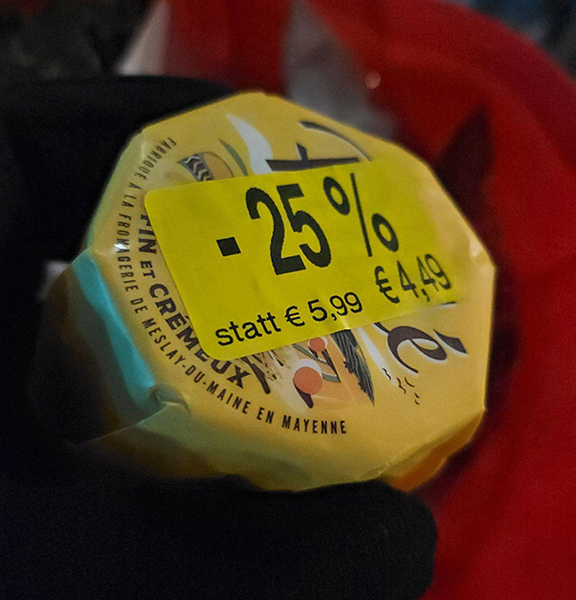 - 25%
statt € 5,99 € 4,49
FIN ET CRÉMEUX
FABRIQUÉ À LA FROMAGERIE DE MESLAY-DU-MAINE EN MAYENNE
é